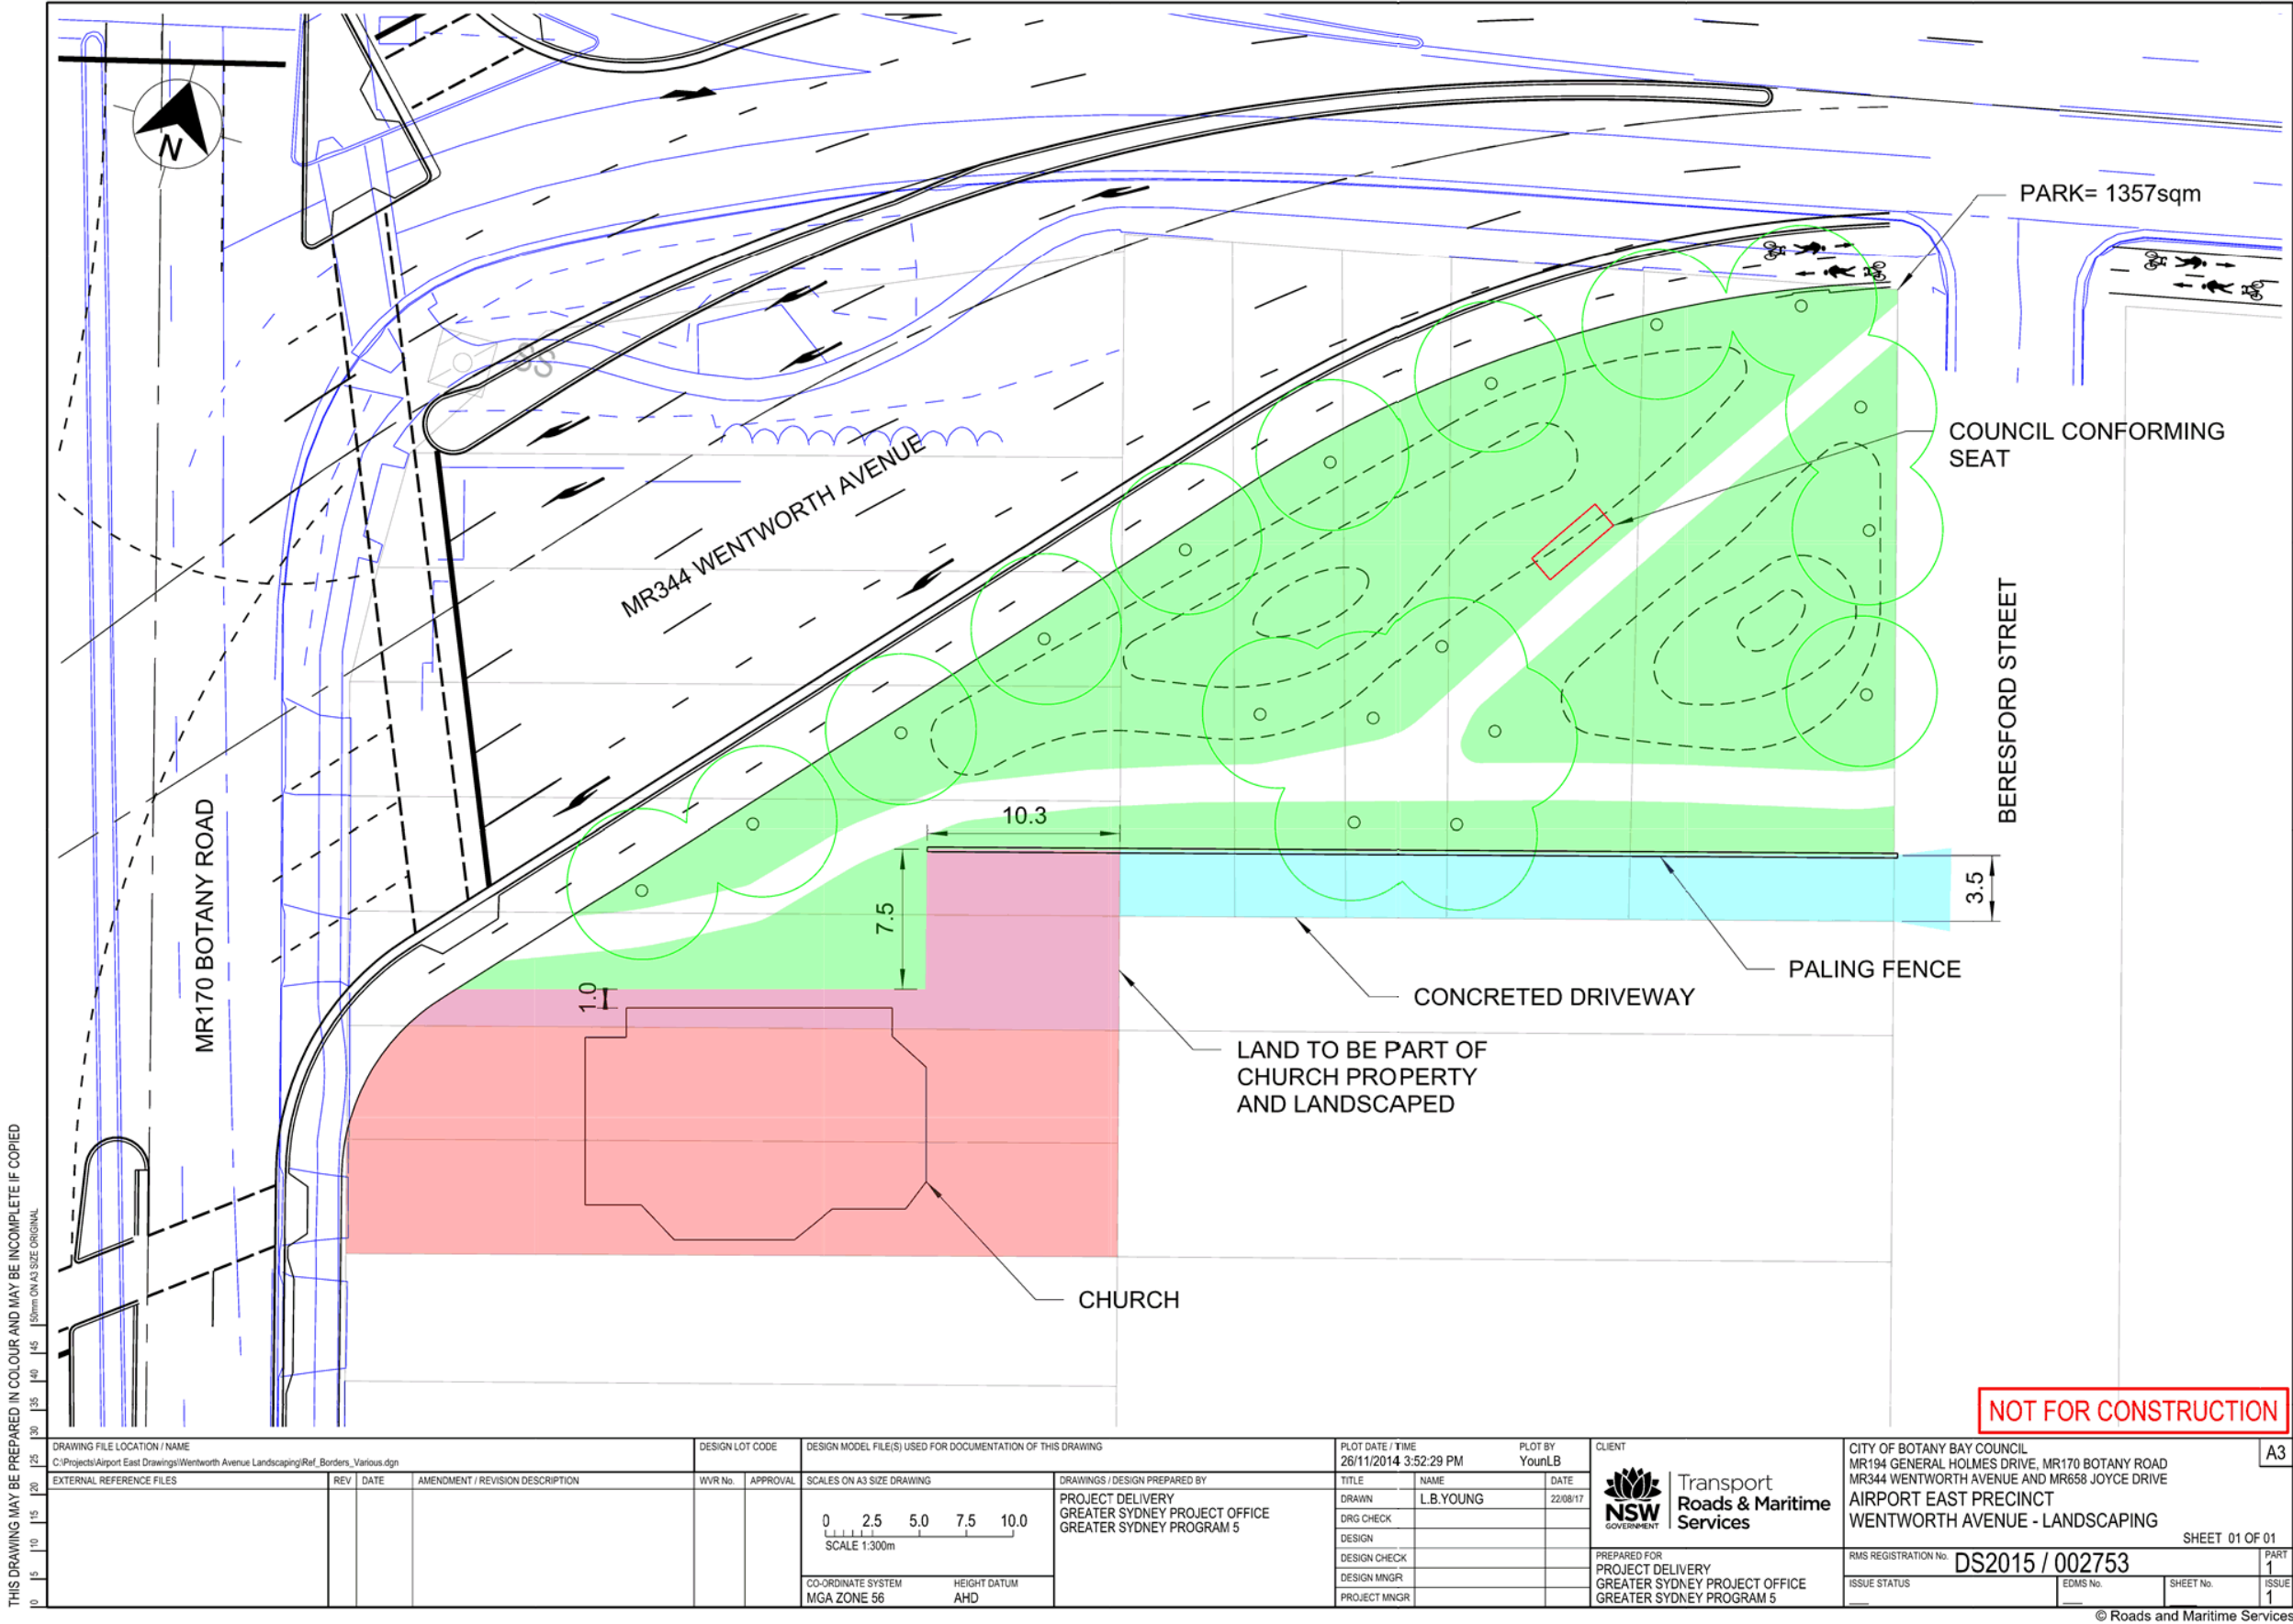 N
SS
PARK= 1357sqm
COUNCIL CONFORMING
SEAT
MR344 WENTWORTH AVENUE
BERESFORD STREET
MR170 BOTANY ROAD
10.3
7.5
3.5
1.0
PALING FENCE
CONCRETED DRIVEWAY
LAND TO BE PART OF
CHURCH PROPERTY
AND LANDSCAPED
CHURCH
NOT FOR CONSTRUCTION
THIS DRAWING MAY BE PREPARED IN COLOUR AND MAY BE INCOMPLETE IF COPIED
0 5 10 15 20 25 30 35 40 45 50mm ON A3 SIZE ORIGINAL
DRAWING FILE LOCATION / NAME
C:\Projects\Airport East Drawings\Wentworth Avenue Landscaping\Ref_Borders_Various.dgn
DESIGN LOT CODE
DESIGN MODEL FILE(S) USED FOR DOCUMENTATION OF THIS DRAWING
PLOT DATE / TIME
26/11/2014 3:52:29 PM
PLOT BY
YounLB
EXTERNAL REFERENCE FILES
REV DATE AMENDMENT / REVISION DESCRIPTION
WVR No. APPROVAL
SCALES ON A3 SIZE DRAWING
0 2.5 5.0 7.5 10.0
SCALE 1:300m
CO-ORDINATE SYSTEM
MGA ZONE 56
HEIGHT DATUM
AHD
DRAWINGS / DESIGN PREPARED BY
PROJECT DELIVERY
GREATER SYDNEY PROJECT OFFICE
GREATER SYDNEY PROGRAM 5
TITLE NAME DATE
DRAWN L.B.YOUNG 22/08/17
DRG CHECK
DESIGN
DESIGN CHECK
DESIGN MNGR
PROJECT MNGR
CLIENT
NSW
GOVERNMENT
Transport
Roads & Maritime
Services
PREPARED FOR
PROJECT DELIVERY
GREATER SYDNEY PROJECT OFFICE
GREATER SYDNEY PROGRAM 5
CITY OF BOTANY BAY COUNCIL
MR194 GENERAL HOLMES DRIVE, MR170 BOTANY ROAD
MR344 WENTWORTH AVENUE AND MR658 JOYCE DRIVE
AIRPORT EAST PRECINCT
WENTWORTH AVENUE - LANDSCAPING
A3
SHEET 01 OF 01
RMS REGISTRATION No. DS2015 / 002753
PART
1
ISSUE STATUS
EDMS No.
SHEET No.
ISSUE
1
© Roads and Maritime Services